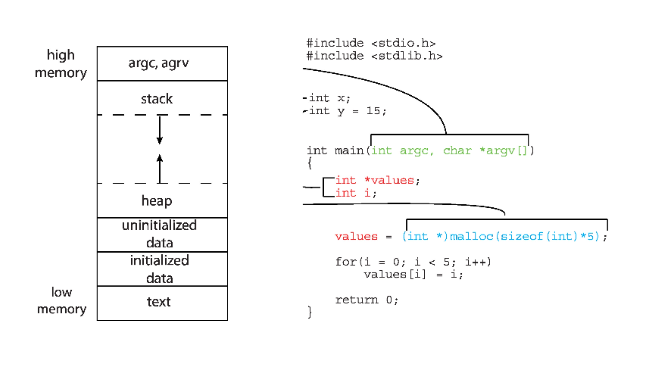 high
memory
argc, agrv
stack
heap
uninitialized
data
initialized
data
low
memory
text
#include <stdio.h>
#include <stdlib.h>
int x;
int y = 15;
int main(int argc, char *argv[])
{
int *values;
int i;
values = (int *)malloc(sizeof(int)*5);
for(i = 0; i < 5; i++)
values[i] = i;
return 0;
}